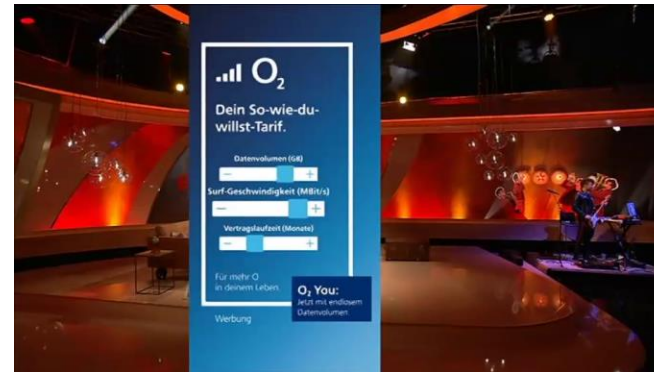 O₂
Dein So-wie-du-
willst-Tarif.
Datenvolumen (GB)
Surf-Geschwindigkeit (MBit/s)
Vertragslaufzeit (Monate)
Für mehr O
in deinem Leben.
O₂ You:
Jetzt mit endlosem
Datenvolumen
Werbung